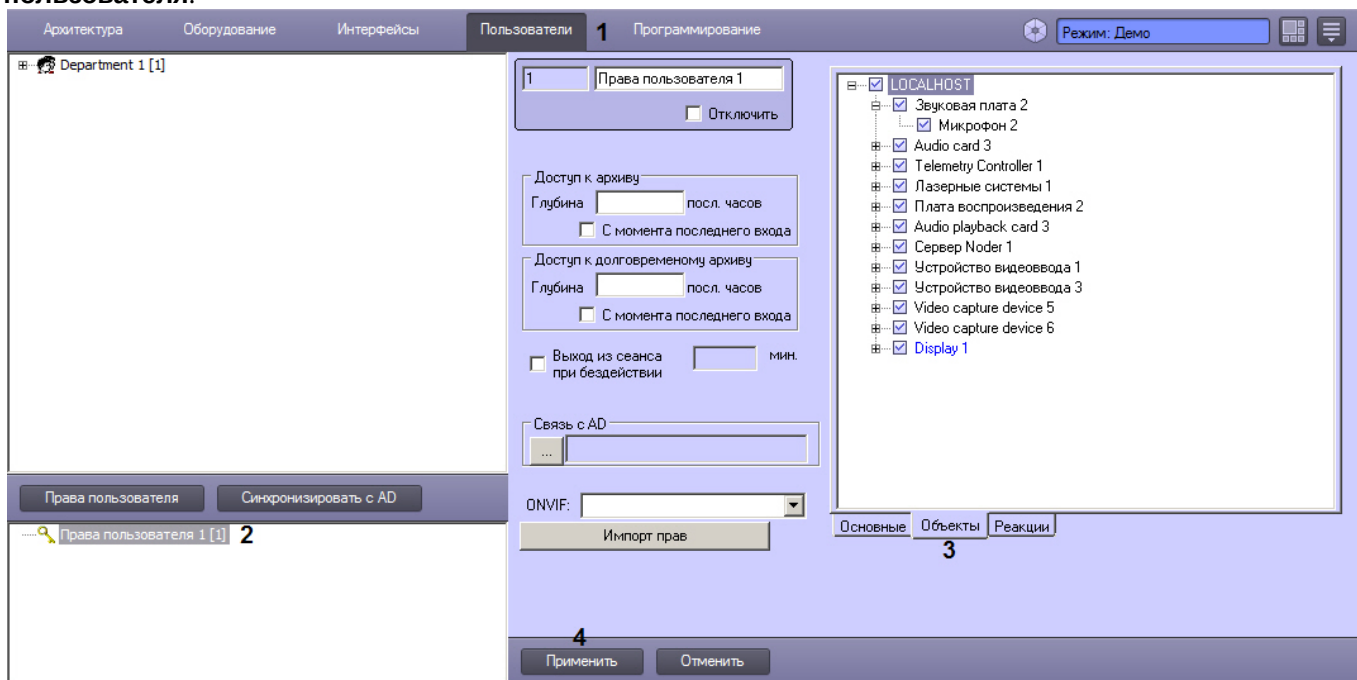 пользователя.
Архитектура Оборудование Интерфейсы Пользователи 1 Программирование Режим: Демо
Department 1 [1]
1 Права пользователя 1
Отключить
Доступ к архиву
Глубина посл. часов
С момента последнего входа
Доступ к долговременому архиву
Глубина посл. часов
С момента последнего входа
Выход из сеанса мин.
при бездействии
Связь с AD
...
ONVIF:
Импорт прав
LOCALHOST
Звуковая плата 2
Микрофон 2
Audio card 3
Telemetry Controller 1
Лазерные системы 1
Плата воспроизведения 2
Audio playback card 3
Сервер Noder 1
Устройство видеоввода 1
Устройство видеоввода 3
Video capture device 5
Video capture device 6
Display 1
Основные Объекты Реакции
3
Права пользователя Синхронизировать с AD
Права пользователя 1 [1] 2
4
Применить Отменить